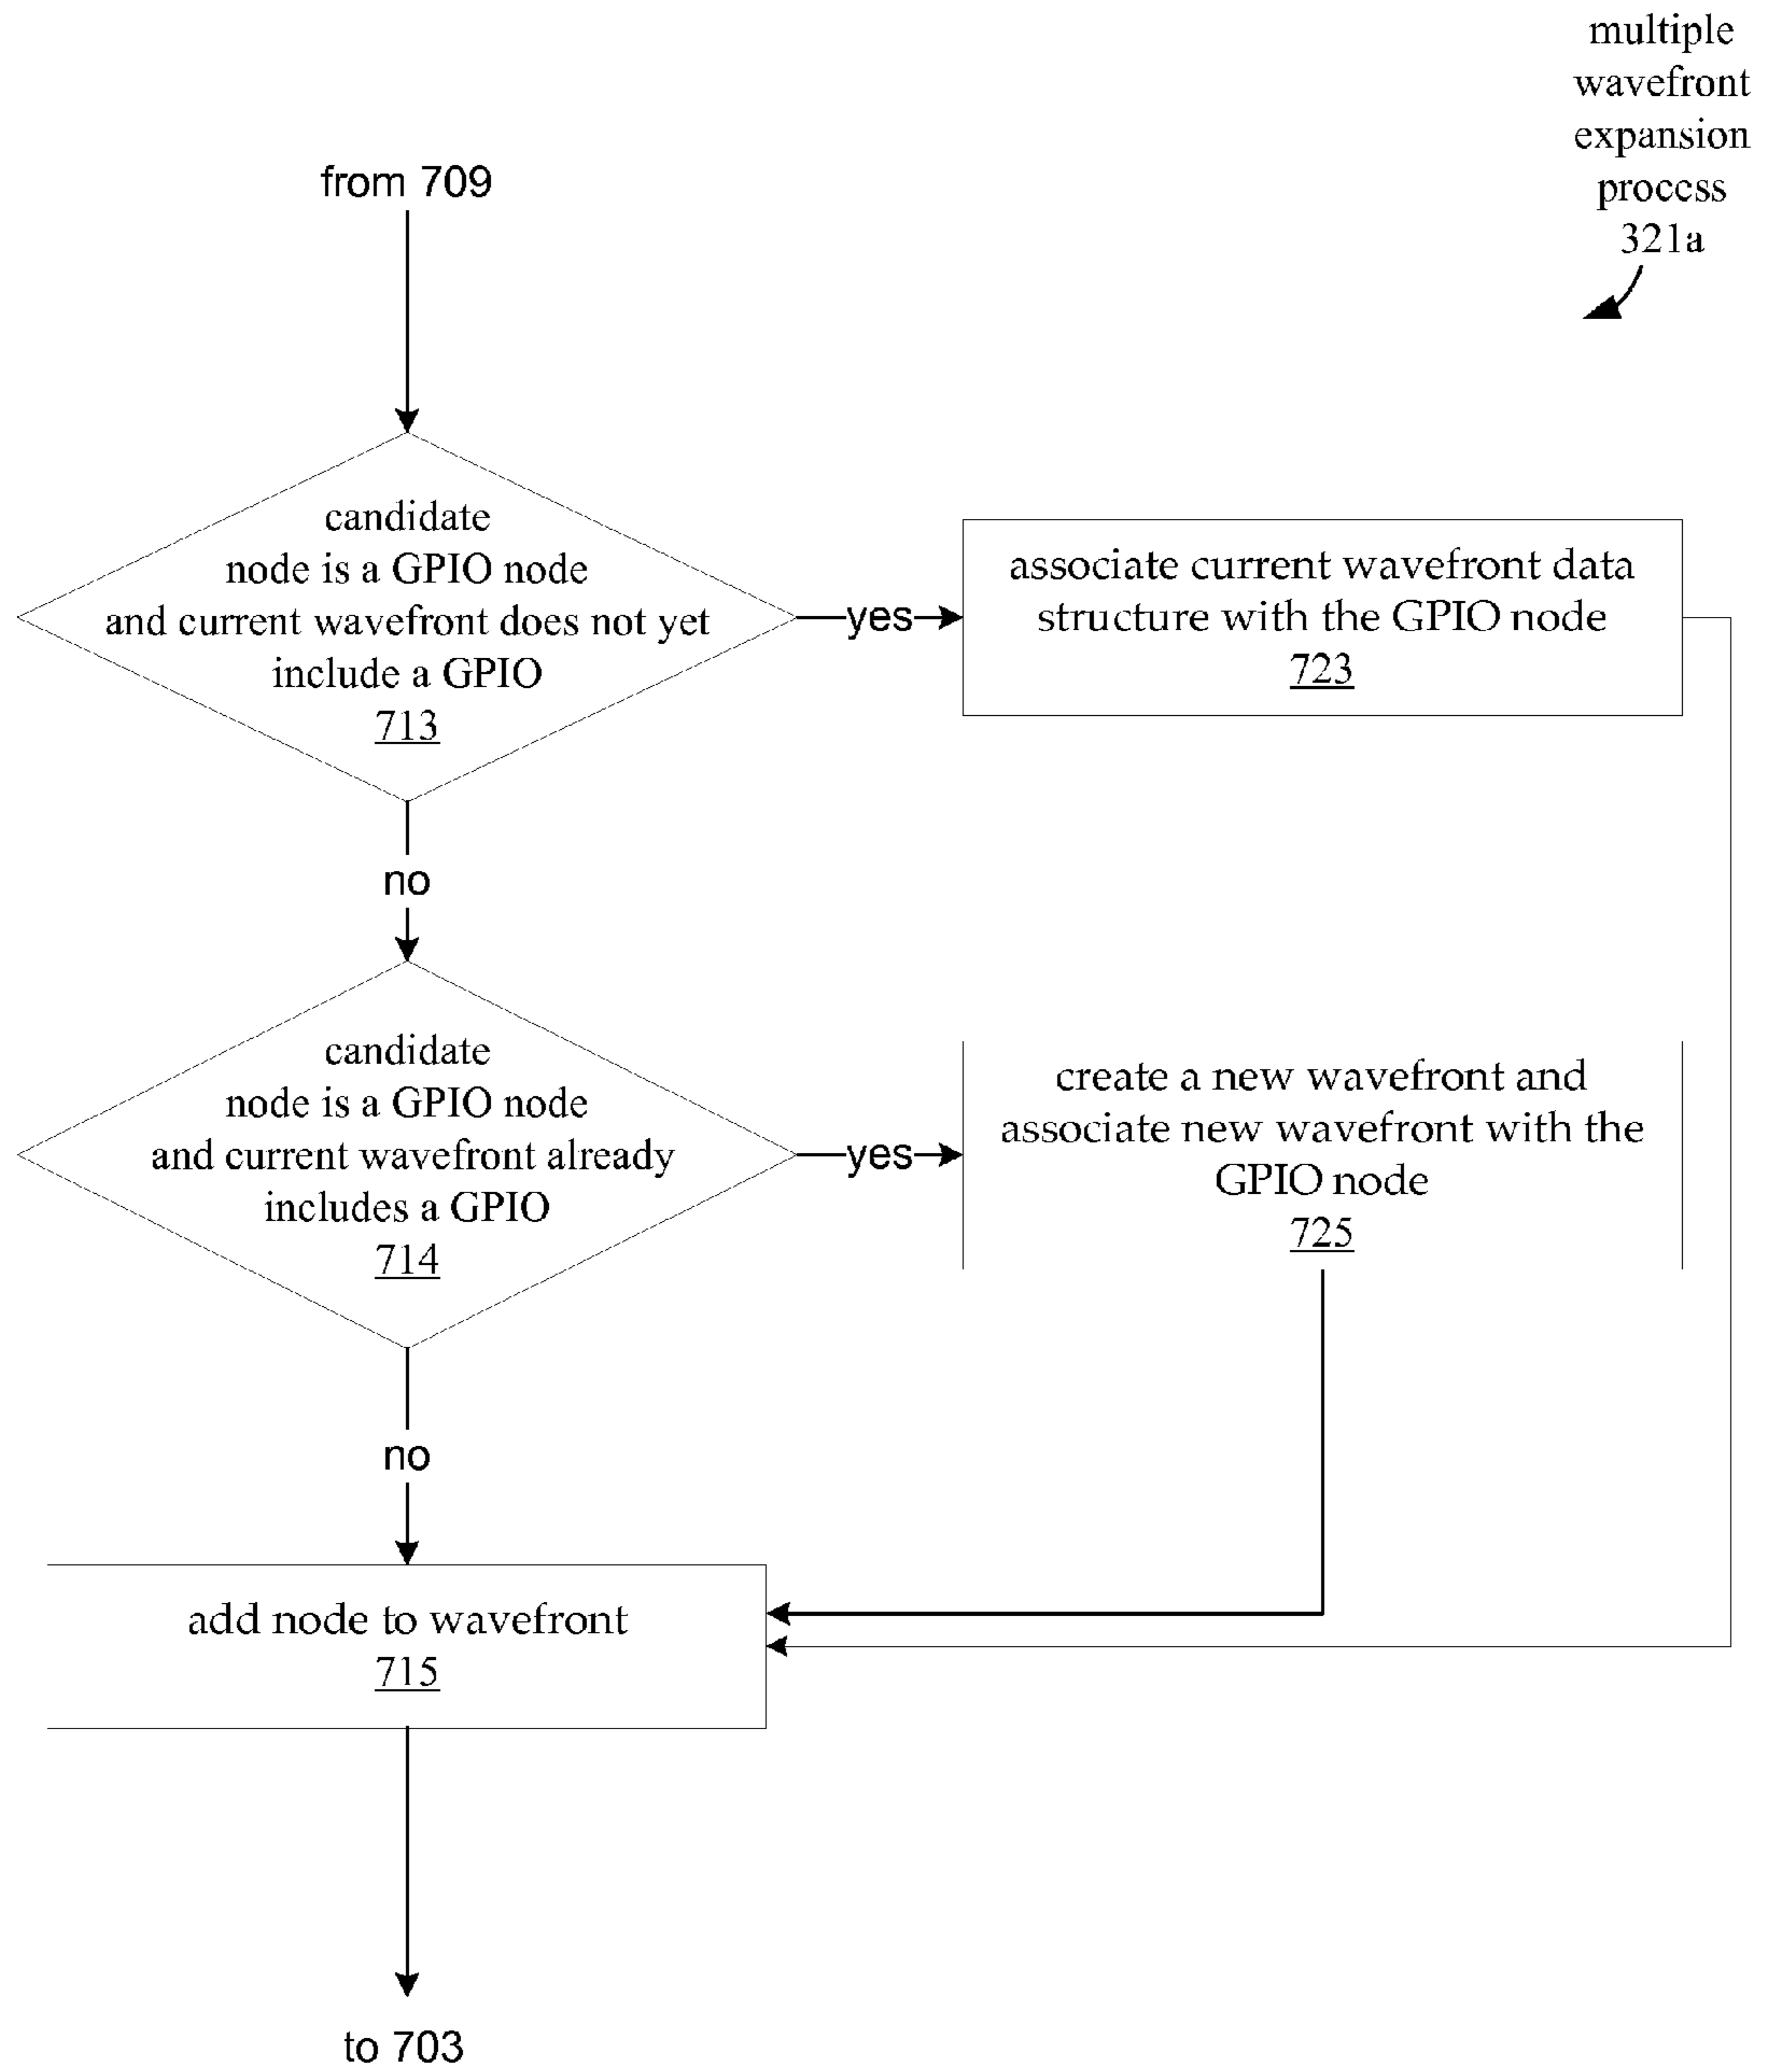 multiple
wavefront
expansion
proccss
321a
from 709
candidate
node is a GPIO node
and current wavefront does not yet
include a GPIO
713
yes
associate current wavefront data
structure with the GPIO node
723
no
candidate
node is a GPIO node
and current wavefront already
includes a GPIO
714
yes
create a new wavefront and
associate new wavefront with the
GPIO node
725
no
add node to wavefront
715
to 703